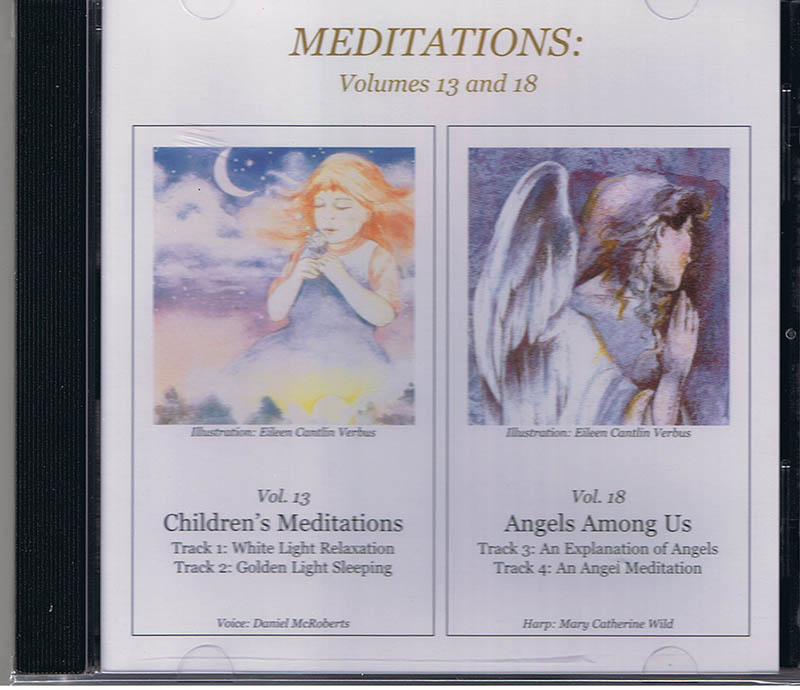 MEDITATIONS:
Volumes 13 and 18
Illustration: Eileen Cantlin Verbus
Vol. 13
Children's Meditations
Track 1: White Light Relaxation
Track 2: Golden Light Sleeping
Voice: Daniel McRoberts
Illustration: Eileen Cantlin Verbus
Vol. 18
Angels Among Us
Track 3: An Explanation of Angels
Track 4: An Angel Meditation
Harp: Mary Catherine Wild